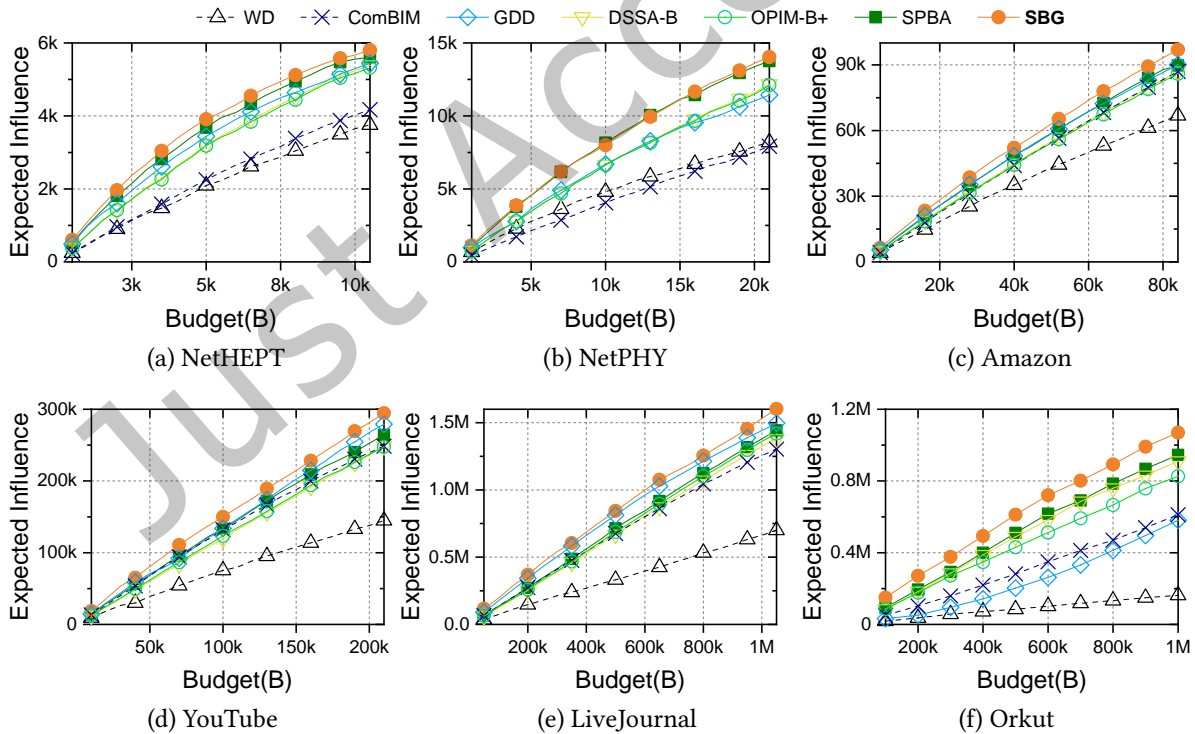 WD ComBIM GDD DSSA-B OPIM-B+ SPBA SBG
6k
4k
2k
0
3k 5k 8k 10k
Expected Influence
Budget(B)
(a) NetHEPT
15k
10k
5k
0
5k 10k 15k 20k
Expected Influence
Budget(B)
(b) NetPHY
90k
60k
30k
0
20k 40k 60k 80k
Expected Influence
Budget(B)
(c) Amazon
300k
200k
100k
0
50k 100k 150k 200k
Expected Influence
Budget(B)
(d) YouTube
1.5M
1.0M
0.5M
0.0
200k 400k 600k 800k 1M
Expected Influence
Budget(B)
(e) LiveJournal
1.2M
0.8M
0.4M
0
200k 400k 600k 800k 1M
Expected Influence
Budget(B)
(f) Orkut
Just Acc